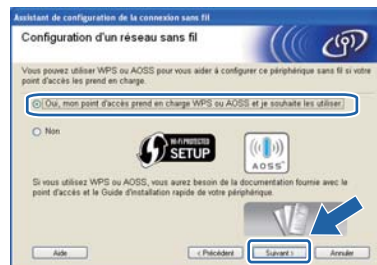 Assistant de configuration de la connexion sans fil
Configuration d'un réseau sans fil
Vous pouvez utiliser WPS ou AOSS pour vous aider à configurer ce périphérique sans fil si votre
point d'accès les prend en charge.
Oui, mon point d'accès prend en charge WPS ou AOSS et je souhaite les utiliser.
Non
Wi-Fi PROTECTED
SETUP
AOSS
Si vous utilisez WPS ou AOSS, vous aurez besoin de la documentation fournie avec le
point d'accès et le Guide d'installation rapide de votre périphérique.
Aide
< Précédent
Suivant >
Annuler